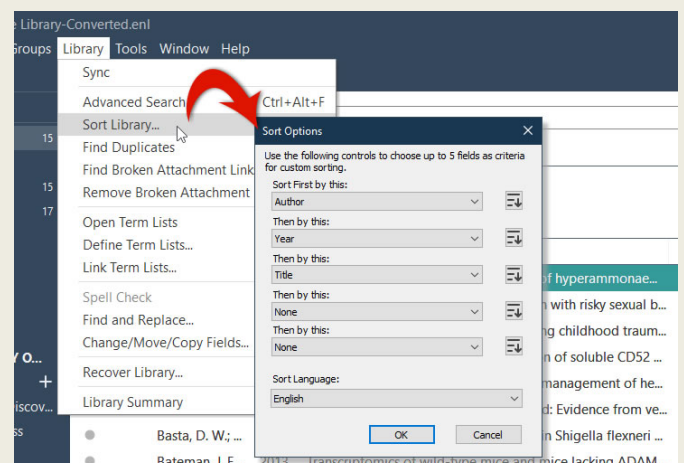 Library-Converted.enl
Groups Library Tools Window Help
Sync
Advanced Search Ctrl+Alt+F
Sort Library...
Find Duplicates
Find Broken Attachment Link
Remove Broken Attachment
Open Term Lists
Define Term Lists...
Link Term Lists...
Spell Check
Find and Replace...
Change/Move/Copy Fields...
Recover Library...
Library Summary
15
15
17
Y O...
+
iscov...
ss
Sort Options
Use the following controls to choose up to 5 fields as criteria
for custom sorting.
Sort First by this:
Author
Then by this:
Year
Then by this:
Title
Then by this:
None
Then by this:
None
Sort Language:
English
OK Cancel
of hyperammonae...
with risky sexual b...
ng childhood traum...
n of soluble CD52 ...
management of he...
d: Evidence from ve...
Basta, D. W.; ... in Shigella flexneri ...
Bateman, J. F. 2013 Transcriptomics of wild-type mice and mice lacking ADAM